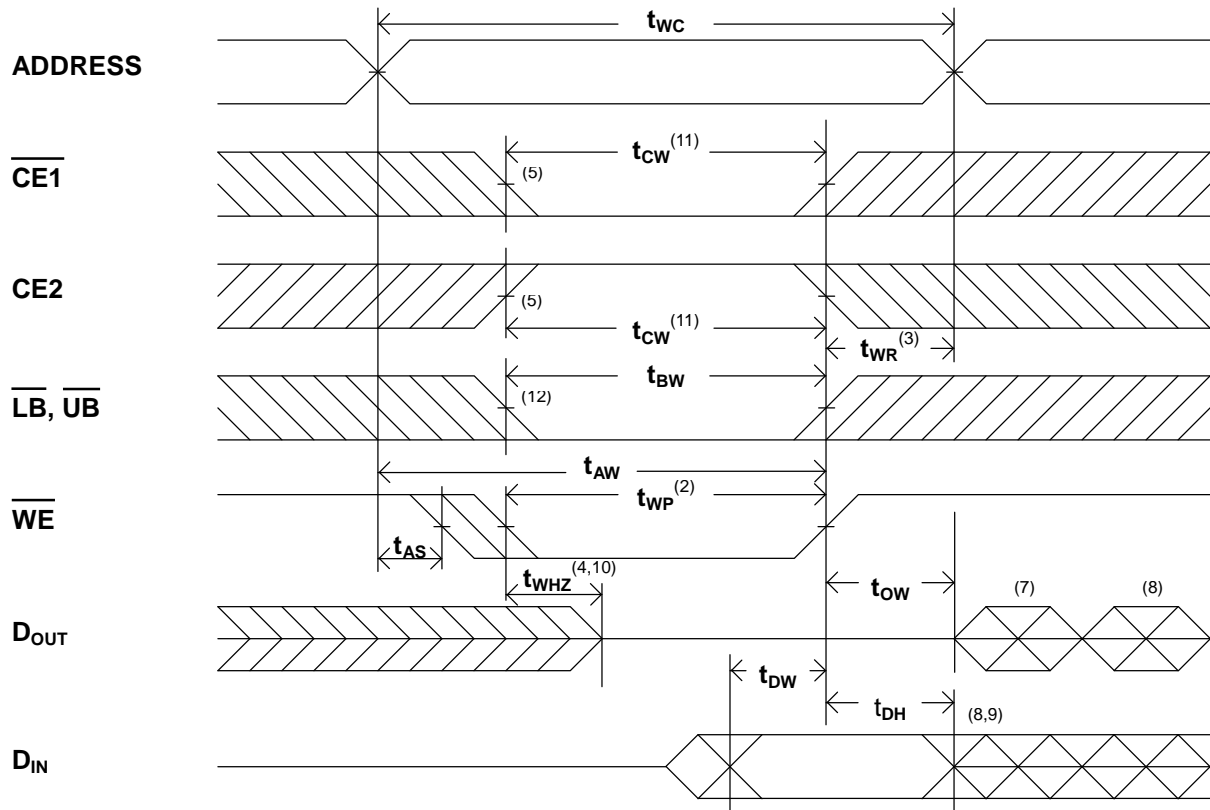 tWC
ADDRESS
CE1
tCW(11)
(5)
CE2
(5)
tCW(11)
tWR(3)
LB, UB
tBW
(12)
tAW
WE
tWP(2)
tAS
tWHZ(4,10)
tOW
DOUT
(7)
(8)
tDW
tDH
(8,9)
DIN